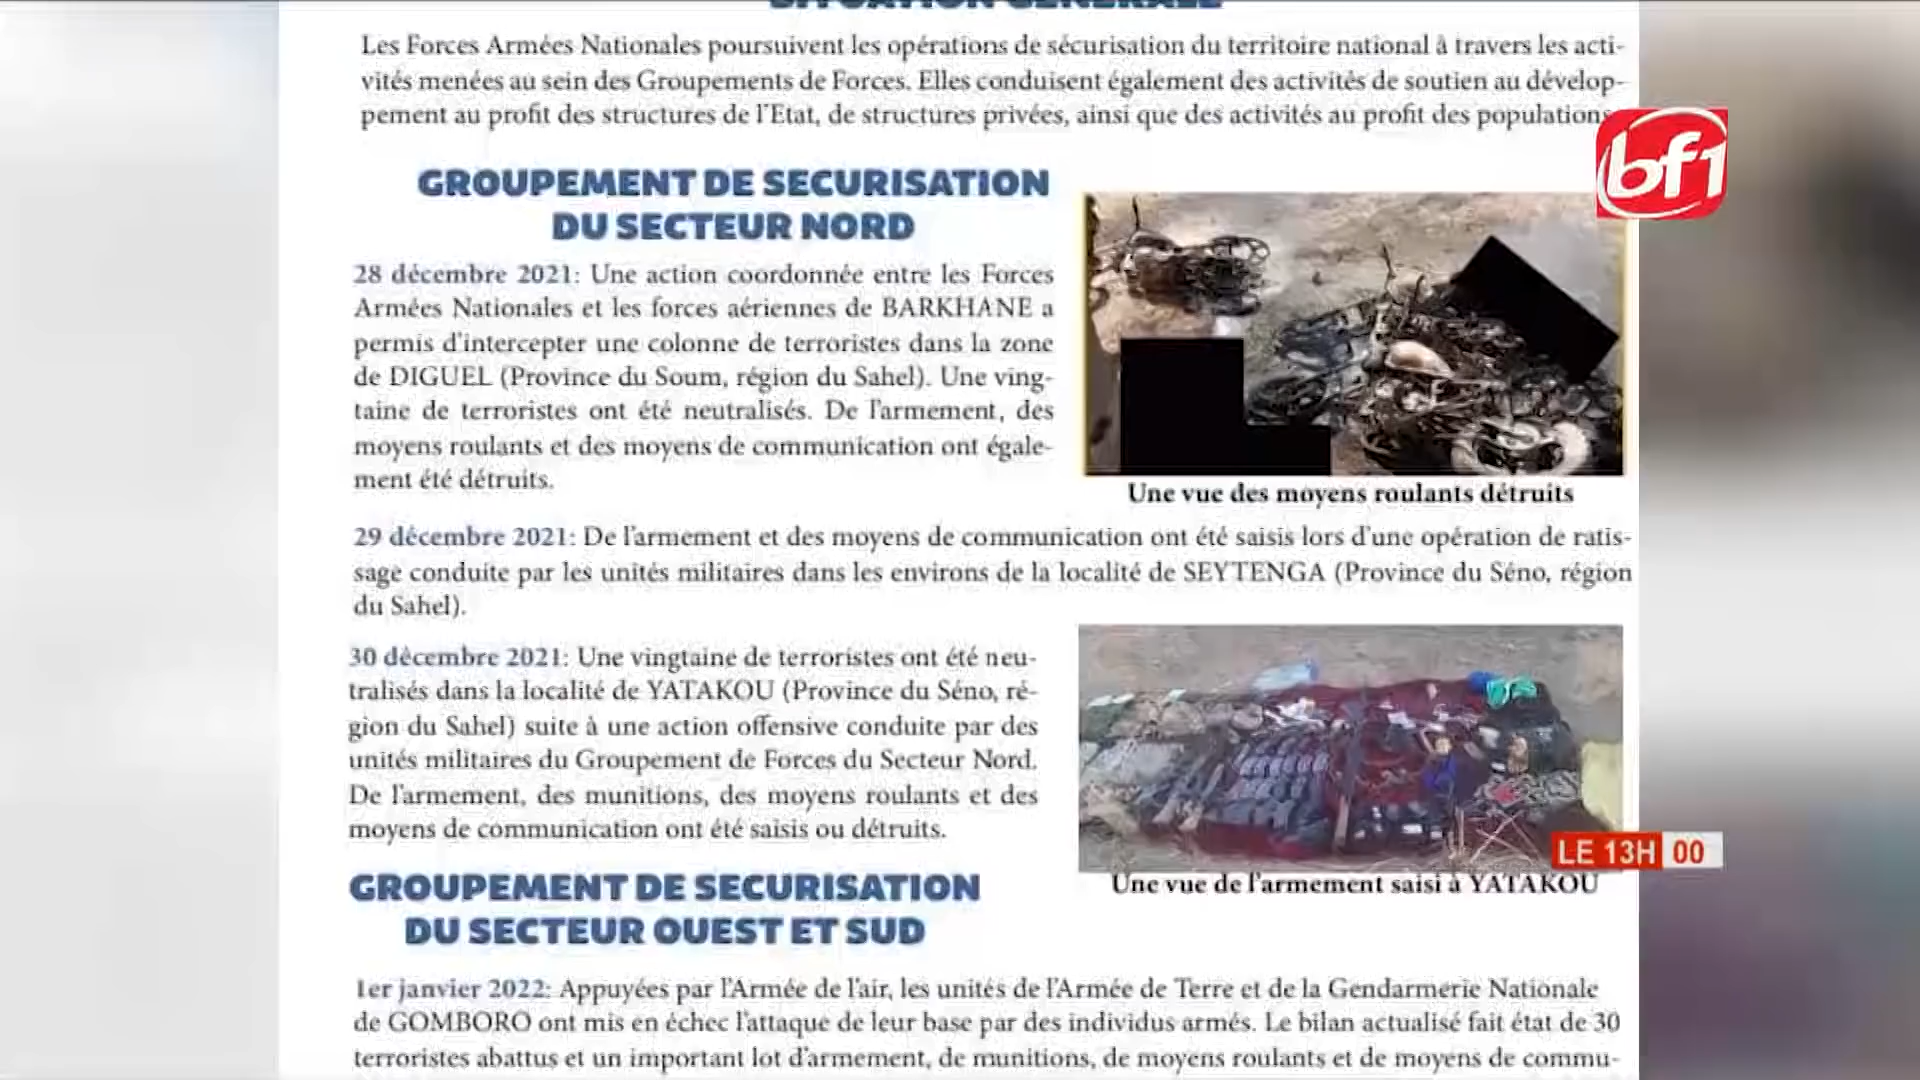 SITUATION GENERALE
Les Forces Armées Nationales poursuivent les opérations de sécurisation du territoire national à travers les acti-
vités menées au sein des Groupements de Forces. Elles conduisent également des activités de soutien au dévelop-
pement au profit des structures de l'Etat, de structures privées, ainsi que des activités au profit des populations
bf1
GROUPEMENT DE SECURISATION
DU SECTEUR NORD
28 décembre 2021: Une action coordonnée entre les Forces
Armées Nationales et les forces aériennes de BARKHANE a
permis d'intercepter une colonne de terroristes dans la zone
de DIGUEL (Province du Soum, région du Sahel). Une ving-
taine de terroristes ont été neutralisés. De l'armement, des
moyens roulants et des moyens de communication ont égale-
ment été détruits.
Une vue des moyens roulants détruits
29 décembre 2021: De l'armement et des moyens de communication ont été saisis lors d'une opération de ratis-
sage conduite par les unités militaires dans les environs de la localité de SEYTENGA (Province du Séno, région
du Sahel).
30 décembre 2021: Une vingtaine de terroristes ont été neu-
tralisés dans la localité de YATAKOU (Province du Séno, ré-
gion du Sahel) suite à une action offensive conduite par des
unités militaires du Groupement de Forces du Secteur Nord.
De l'armement, des munitions, des moyens roulants et des
moyens de communication ont été saisis ou détruits.
LE 13H 00
Une vue de l'armement saisi à YATAKOU
GROUPEMENT DE SECURISATION
DU SECTEUR OUEST ET SUD
1er janvier 2022: Appuyées par l'Armée de l'air, les unités de l'Armée de Terre et de la Gendarmerie Nationale
de GOMBORO ont mis en échec l'attaque de leur base par des individus armés. Le bilan actualisé fait état de 30
terroristes abattus et un important lot d'armement, de munitions, de moyens roulants et de moyens de commu-